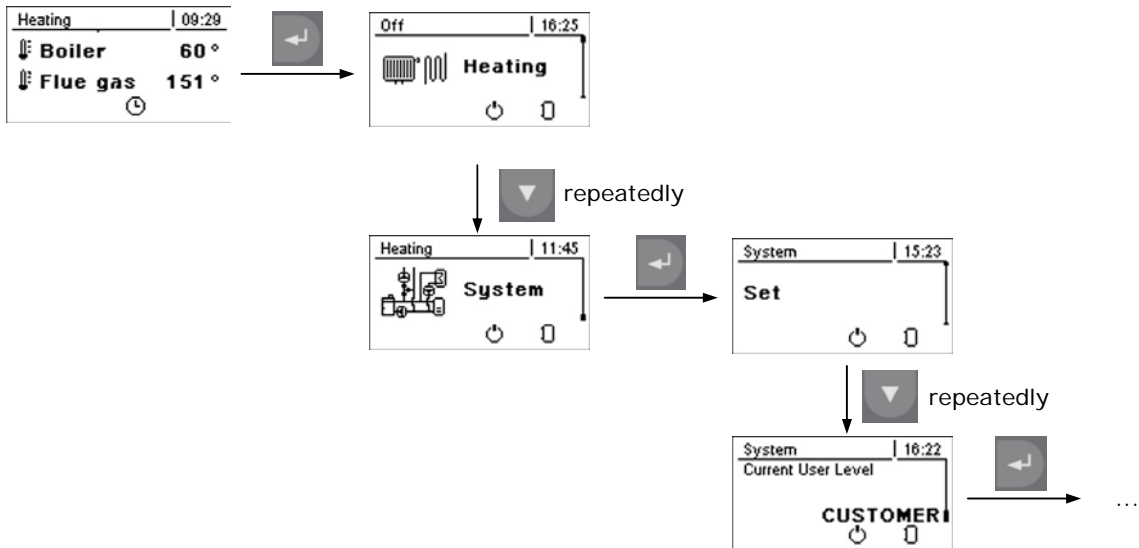 Heating 09:29
Boiler 60°
Flue gas 151°
Off 16:25
Heating
repeatedly
Heating 11:45
System
System 15:23
Set
repeatedly
System 16:22
Current User Level
CUSTOMER
...